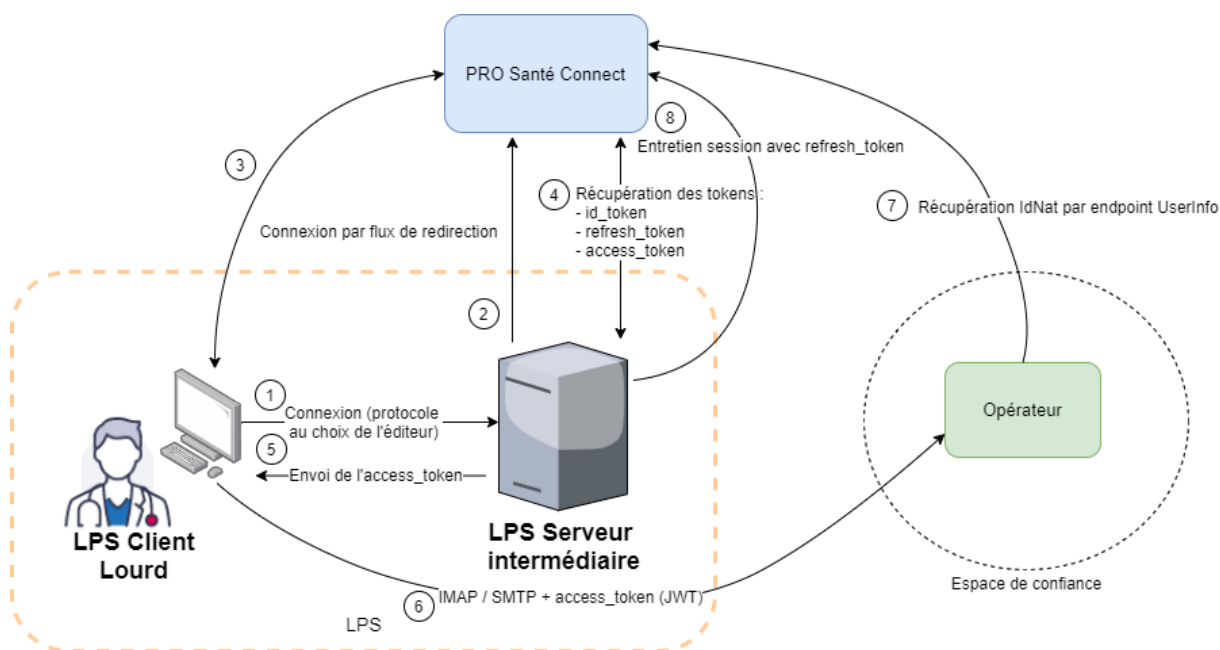 PRO Santé Connect
8
Entretien session avec refresh_token
3
4
Récupération des tokens :
- id_token
- refresh_token
- access_token
7
Récupération IdNat par endpoint UserInfo
Connexion par flux de redirection
2
1
Connexion (protocole
au choix de l'éditeur)
5
Envoi de l'access_token
Opérateur
LPS Client
Lourd
LPS Serveur
intermédiaire
Espace de confiance
6
IMAP / SMTP + access_token (JWT)
LPS